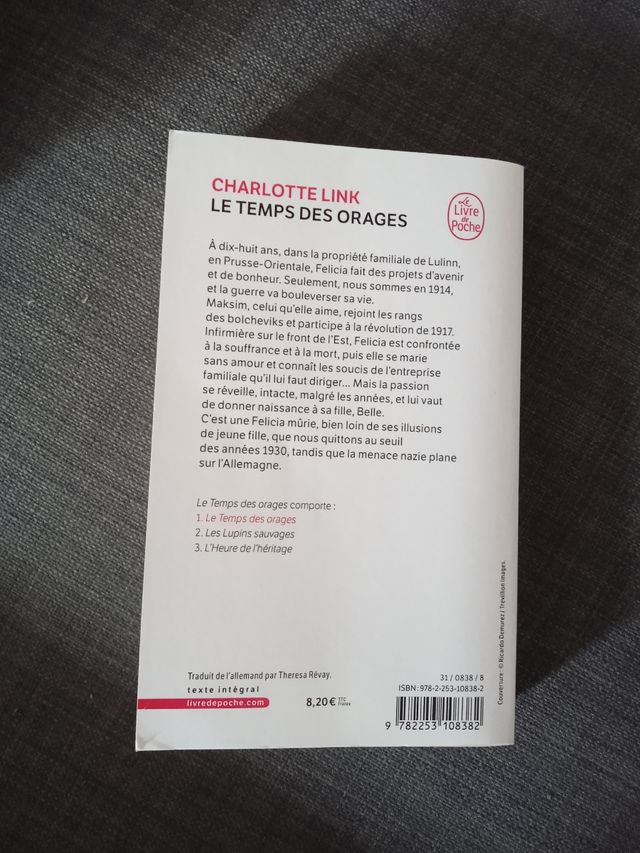 CHARLOTTE LINK
LE TEMPS DES ORAGES
Le
Livre
de
Poche
À dix-huit ans, dans la propriété familiale de Lulinn,
en Prusse-Orientale, Felicia fait des projets d'avenir
et de bonheur. Seulement, nous sommes en 1914,
et la guerre va bouleverser sa vie.
Maksim, celui qu'elle aime, rejoint les rangs
des bolcheviks et participe à la révolution de 1917.
Infirmière sur le front de l'Est, Felicia est confrontée
à la souffrance et à la mort, puis elle se marie
sans amour et connaît les soucis de l'entreprise
familiale qu'il lui faut diriger... Mais la passion
se réveille, intacte, malgré les années, et lui vaut
de donner naissance à sa fille, Belle.
C'est une Felicia mûrie, bien loin de ses illusions
de jeune fille, que nous quittons au seuil
des années 1930, tandis que la menace nazie plane
sur l'Allemagne.
Le Temps des orages comporte :
1. Le Temps des orages
2. Les Lupins sauvages
3. L'Heure de l'héritage
Traduit de l'allemand par Theresa Révay.
texte intégral
livredepoche.com
8,20 € TTC
France
31 / 0838 / 8
ISBN : 978-2-253-10838-2
9 782253 108382
Couverture : © Ricardo Demurez / Trevillion Images.